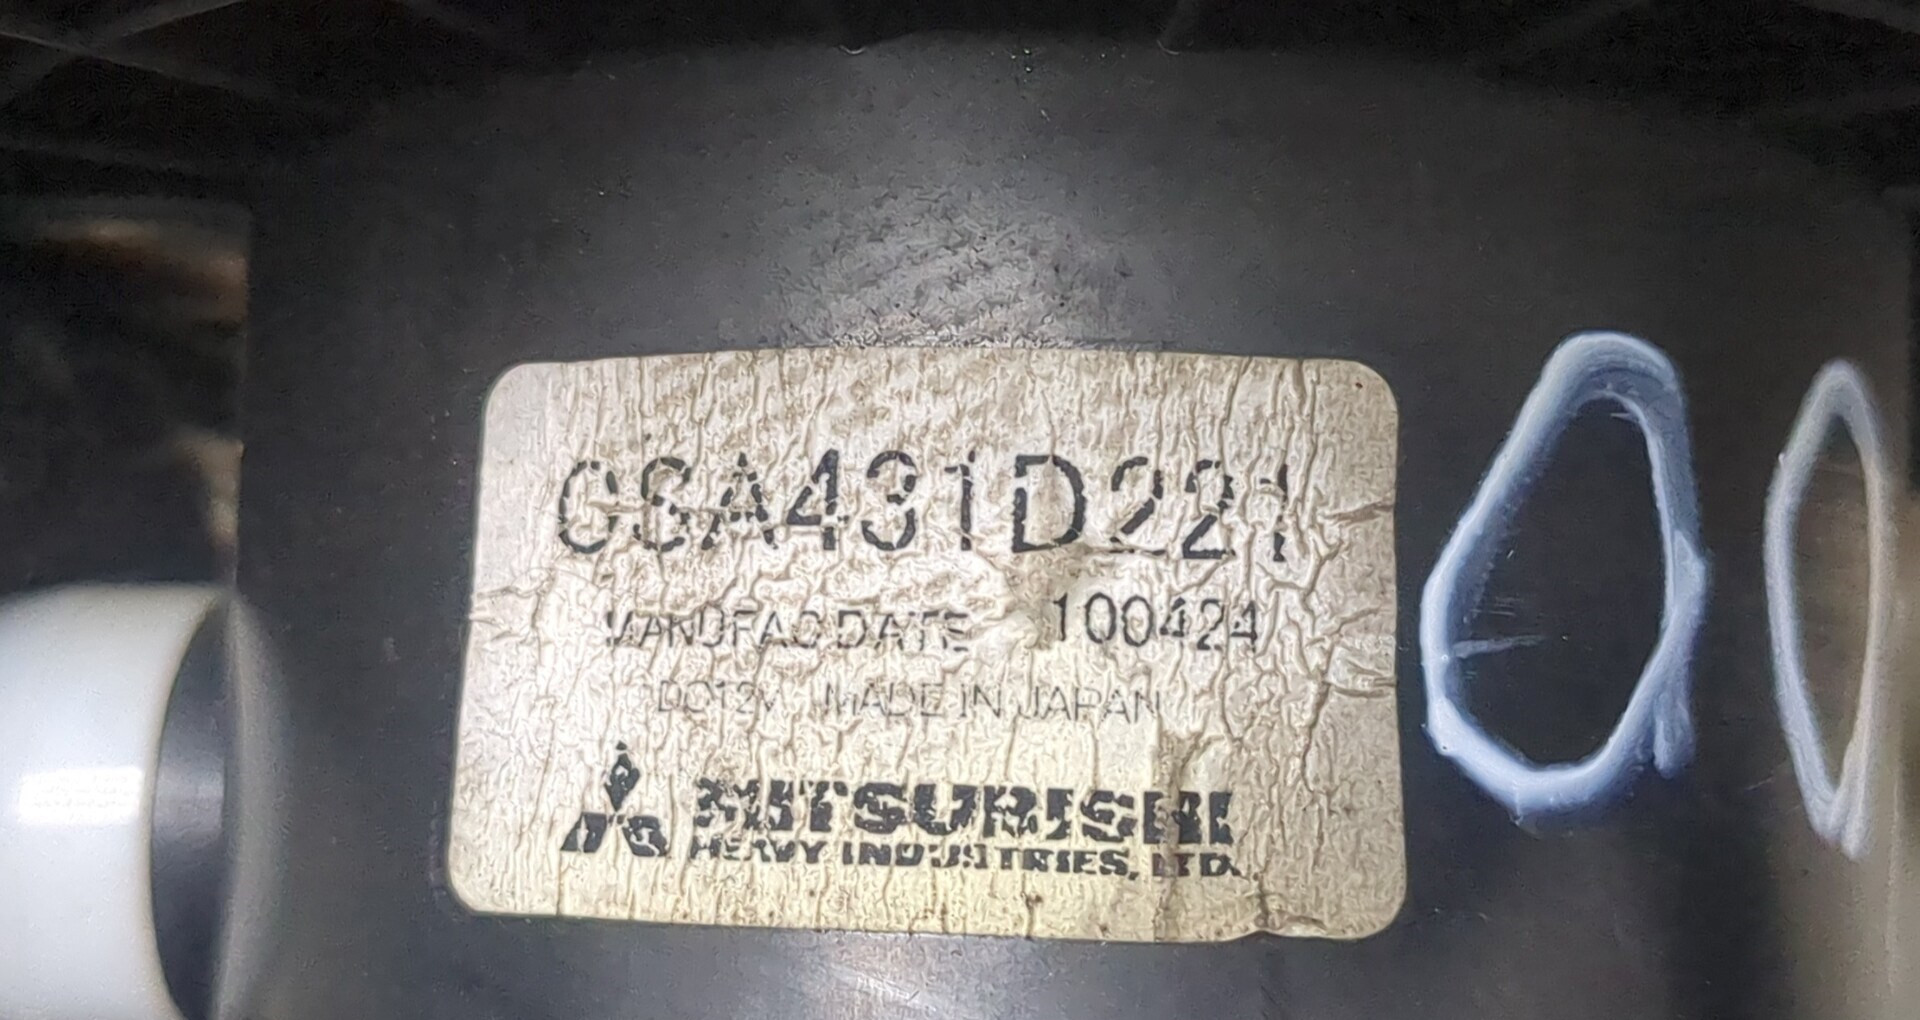 CSA431D221
MANUFAC DATE 100424
DC12V MADE IN JAPAN
MITSUBISHI
HEAVY INDUSTRIES, LTD.